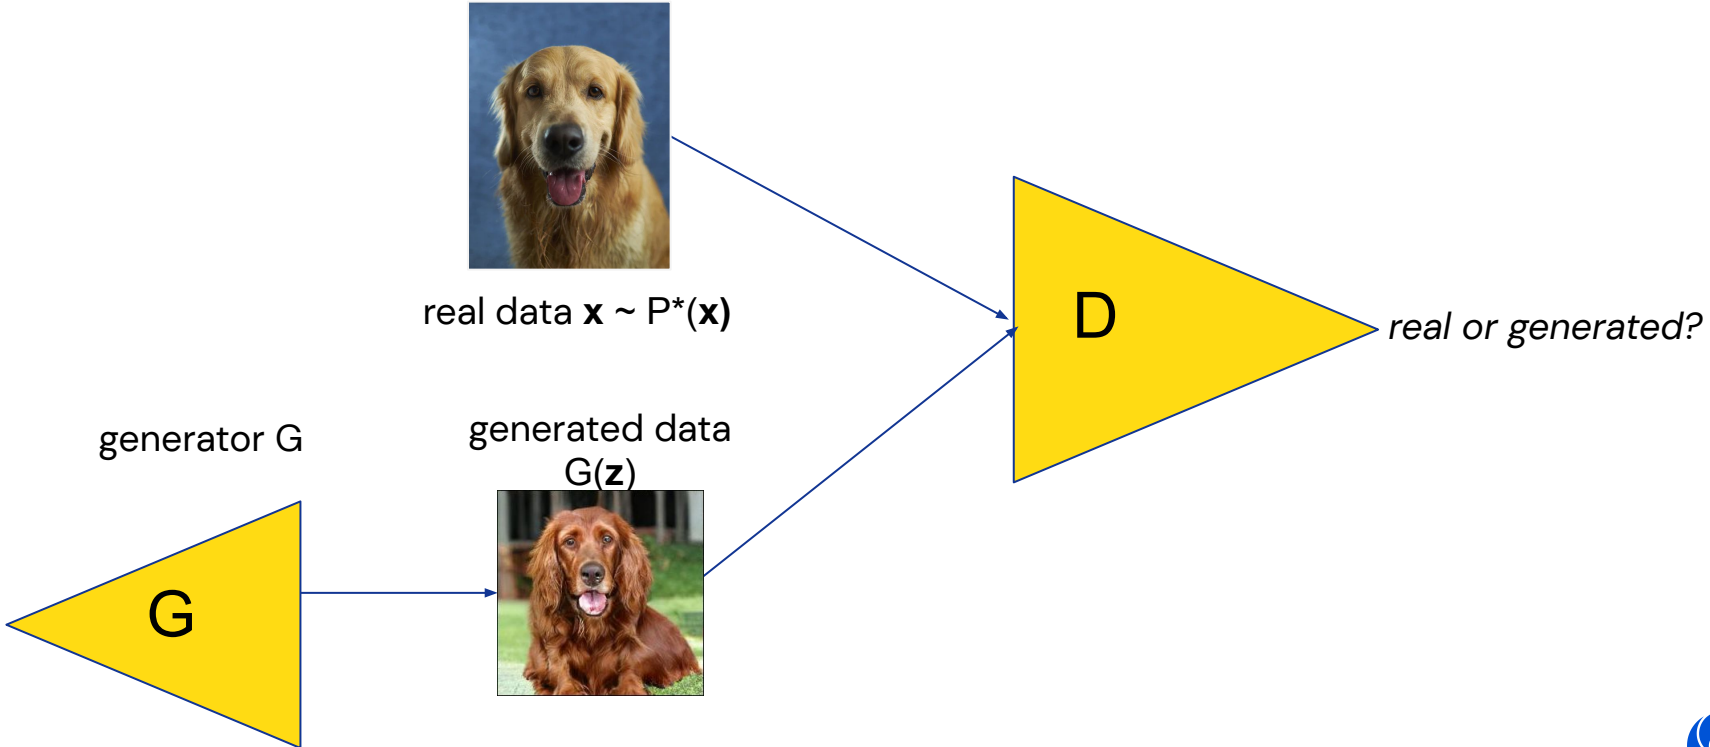 real data x ~ P*(x)
D
real or generated?
generator G
generated data
G(z)
G